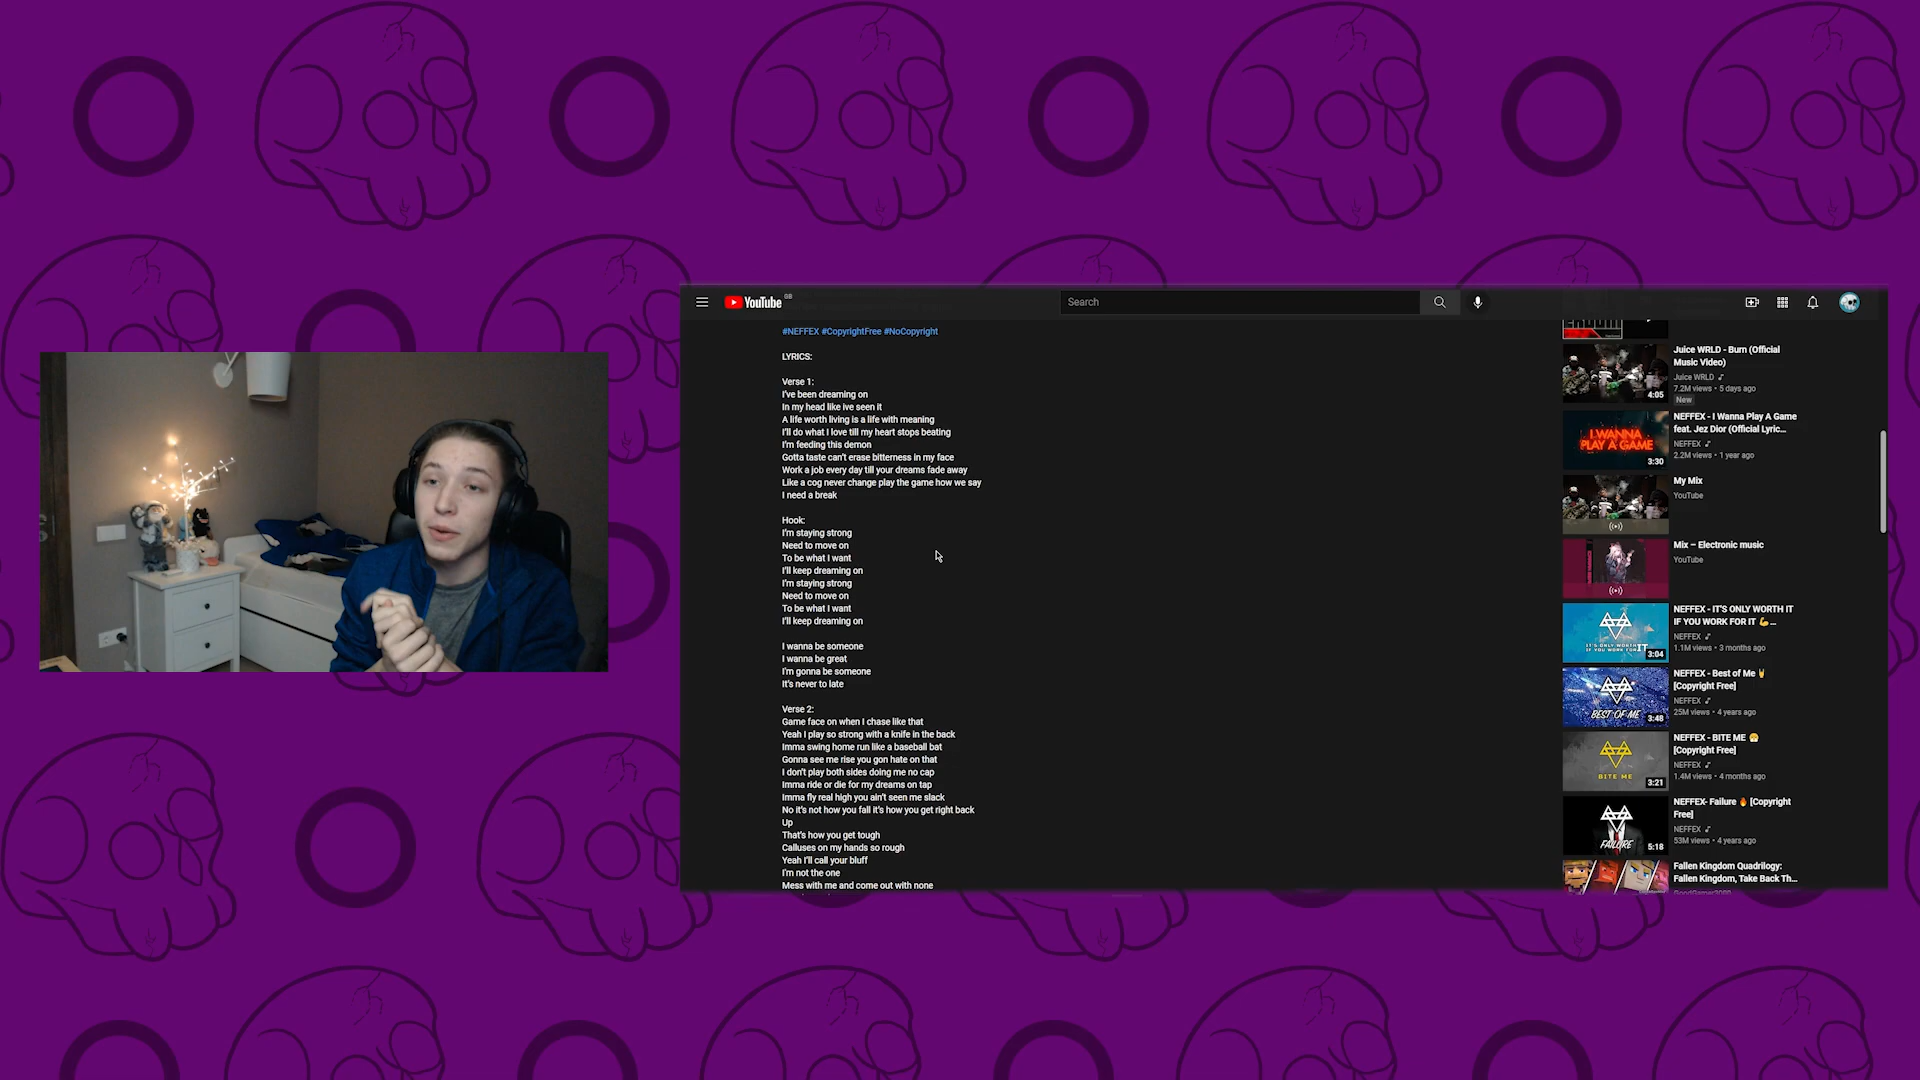 YouTube GB
Search
#NEFFEX #CopyrightFree #NoCopyright
LYRICS:
Verse 1:
I've been dreaming on
In my head like ive seen it
A life worth living is a life with meaning
I'll do what I love till my heart stops beating
I'm feeding this demon
Gotta taste can't erase bitterness in my face
Work a job every day till your dreams fade away
Like a cog never change play the game how we say
I need a break
Hook:
I'm staying strong
Need to move on
To be what I want
I'll keep dreaming on
I'm staying strong
Need to move on
To be what I want
I'll keep dreaming on
I wanna be someone
I wanna be great
I'm gonna be someone
It's never to late
Verse 2:
Game face on when I chase like that
Yeah I play so strong with a knife in the back
Imma swing home run like a baseball bat
Gonna see me rise you gon hate on that
I don't play both sides doing me no cap
Imma ride or die for my dreams on tap
Imma fly real high you ain't seen me slack
No it's not how you fall it's how you get right back
Up
That's how you get tough
Calluses on my hands so rough
Yeah I'll call your bluff
I'm not the one
Mess with me and come out with none
4:05
Juice WRLD - Burn (Official
Music Video)
Juice WRLD
7.2M views • 5 days ago
New
I WANNA
PLAY A GAME
3:30
NEFFEX - I Wanna Play A Game
feat. Jez Dior (Official Lyric...
NEFFEX
2.2M views • 1 year ago
My Mix
YouTube
Mix – Electronic music
YouTube
IT'S ONLY WORTH IT
IF YOU WORK FOR IT
3:04
NEFFEX - IT'S ONLY WORTH IT
IF YOU WORK FOR IT 💪...
NEFFEX
1.1M views • 3 months ago
BEST OF ME
3:48
NEFFEX - Best of Me 🤘
[Copyright Free]
NEFFEX
25M views • 4 years ago
BITE ME
3:21
NEFFEX - BITE ME 😤
[Copyright Free]
NEFFEX
1.4M views • 4 months ago
FAILURE
5:18
NEFFEX- Failure 🔥 [Copyright
Free]
NEFFEX
53M views • 4 years ago
Fallen Kingdom Quadrilogy:
Fallen Kingdom, Take Back Th...